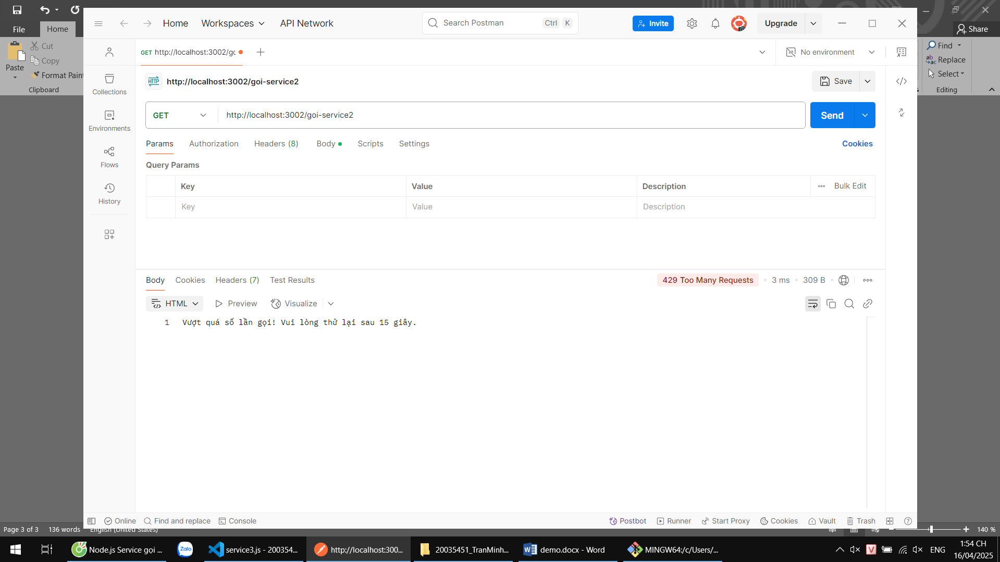 File
Home
Share
Cut
Copy
Paste
Format Paint
Clipboard
Find
Replace
Select
Editing
Home
Workspaces
API Network
Search Postman
Ctrl
K
Invite
Upgrade
GET http://localhost:3002/gc
No environment
Collections
Environments
Flows
History
HTTP
http://localhost:3002/goi-service2
Save
GET
http://localhost:3002/goi-service2
Send
Params
Authorization
Headers (8)
Body
Scripts
Settings
Cookies
Query Params
Key
Value
Description
Bulk Edit
Key
Value
Description
Body
Cookies
Headers (7)
Test Results
429 Too Many Requests
3 ms
309 B
HTML
Preview
Visualize
1 Vượt quá số lần gọi! Vui lòng thử lại sau 15 giây.
Online
Find and replace
Console
Postbot
Runner
Start Proxy
Cookies
Vault
Trash
Page 3 of 3
136 words
English (United States)
140 %
Node.js Service gọi ...
Zalo
service3.js - 200354...
http://localhost:300...
20035451_TranMinh...
demo.docx - Word
MINGW64:/c/Users/...
ENG
1:54 CH
16/04/2025